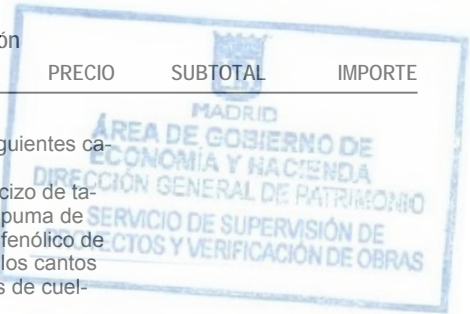 ón
PRECIO SUBTOTAL IMPORTE
MADRID
ÁREA DE GOBIERNO DE
guientes ca-
ECONOMÍA Y HACIENDA
DIRECCIÓN GENERAL DE PATRIMONIO
cizo de ta-
puma de
SERVICIO DE SUPERVISIÓN DE
fenólico de
PROYECTOS Y VERIFICACIÓN DE OBRAS
los cantos
s de cuel-